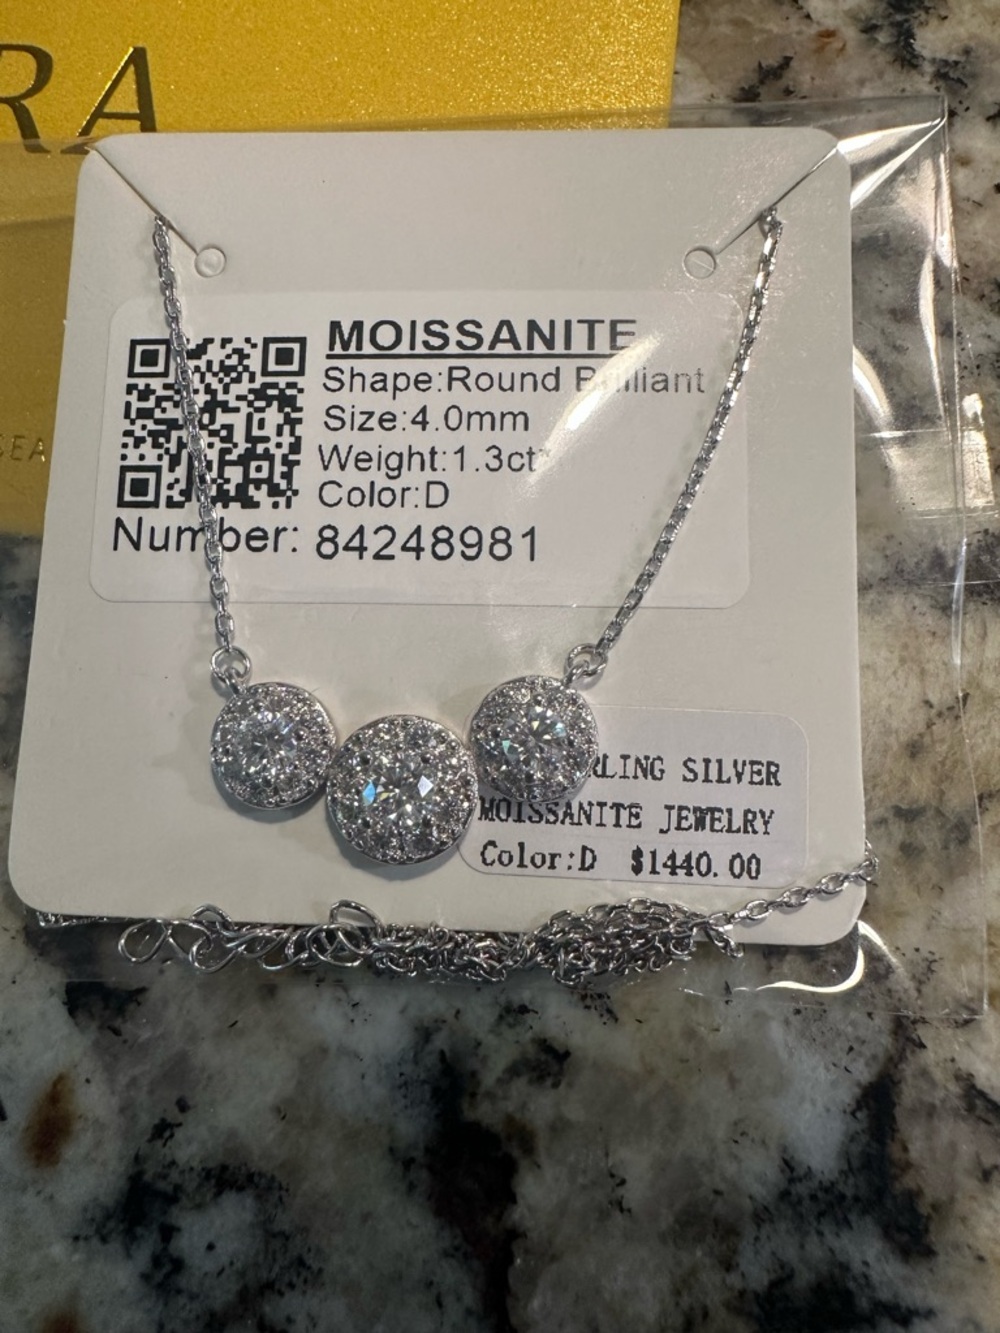 RA
SEA
MOISSANITE
Shape:Round Brilliant
Size:4.0mm
Weight:1.3ct
Color:D
Number: 84248981
RLING SILVER
MOISSANITE JEWELRY
Color:D $1440.00